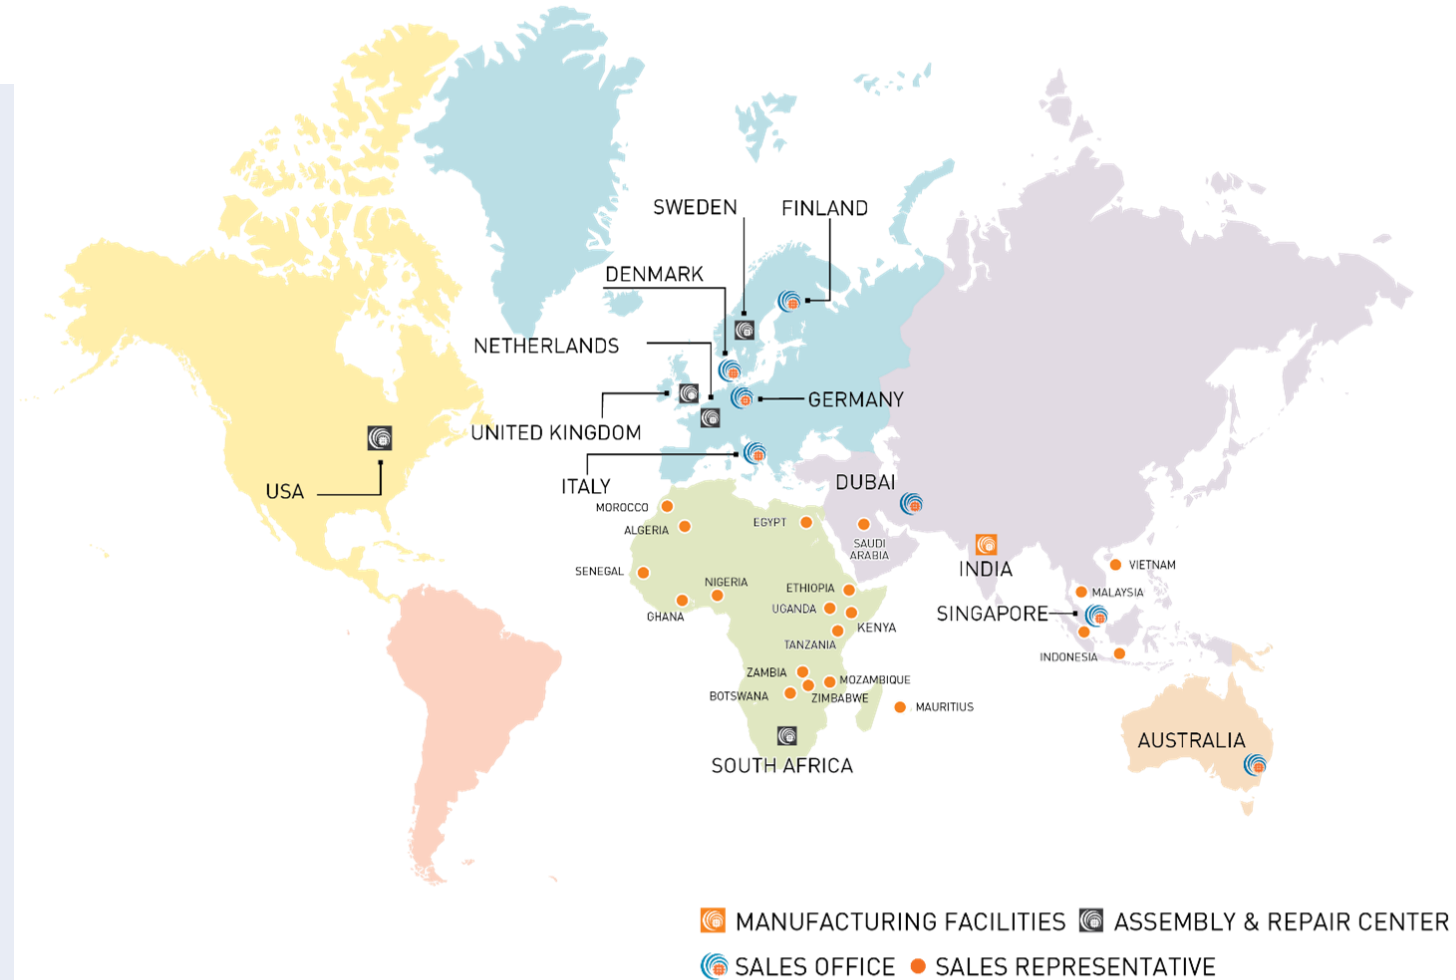 SWEDEN
FINLAND
DENMARK
NETHERLANDS
GERMANY
UNITED KINGDOM
USA
ITALY
DUBAI
MOROCCO
ALGERIA
EGYPT
SAUDI
ARABIA
SENEGAL
NIGERIA
GHANA
ETHIOPIA
UGANDA
KENYA
TANZANIA
INDIA
VIETNAM
MALAYSIA
SINGAPORE
INDONESIA
ZAMBIA
MOZAMBIQUE
BOTSWANA
ZIMBABWE
MAURITIUS
SOUTH AFRICA
AUSTRALIA
MANUFACTURING FACILITIES ASSEMBLY & REPAIR CENTER
SALES OFFICE SALES REPRESENTATIVE